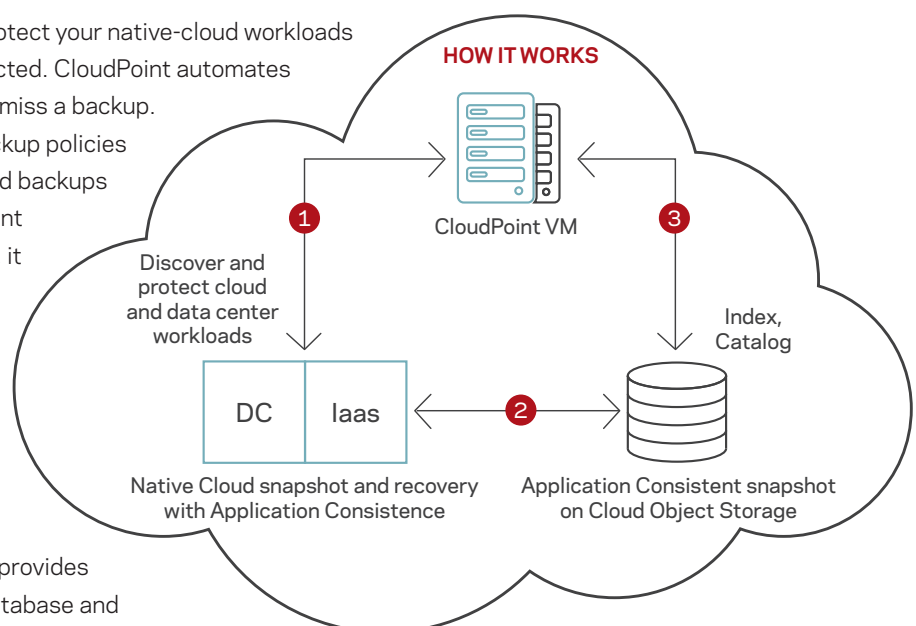 otect your native-cloud workloads
cted. CloudPoint automates
miss a backup.
ckup policies
d backups
nt
it
provides
tabase and
HOW IT WORKS
CloudPoint VM
1
3
Discover and
protect cloud
and data center
workloads
Index,
Catalog
DC
Iaas
2
Native Cloud snapshot and recovery
with Application Consistence
Application Consistent snapshot
on Cloud Object Storage